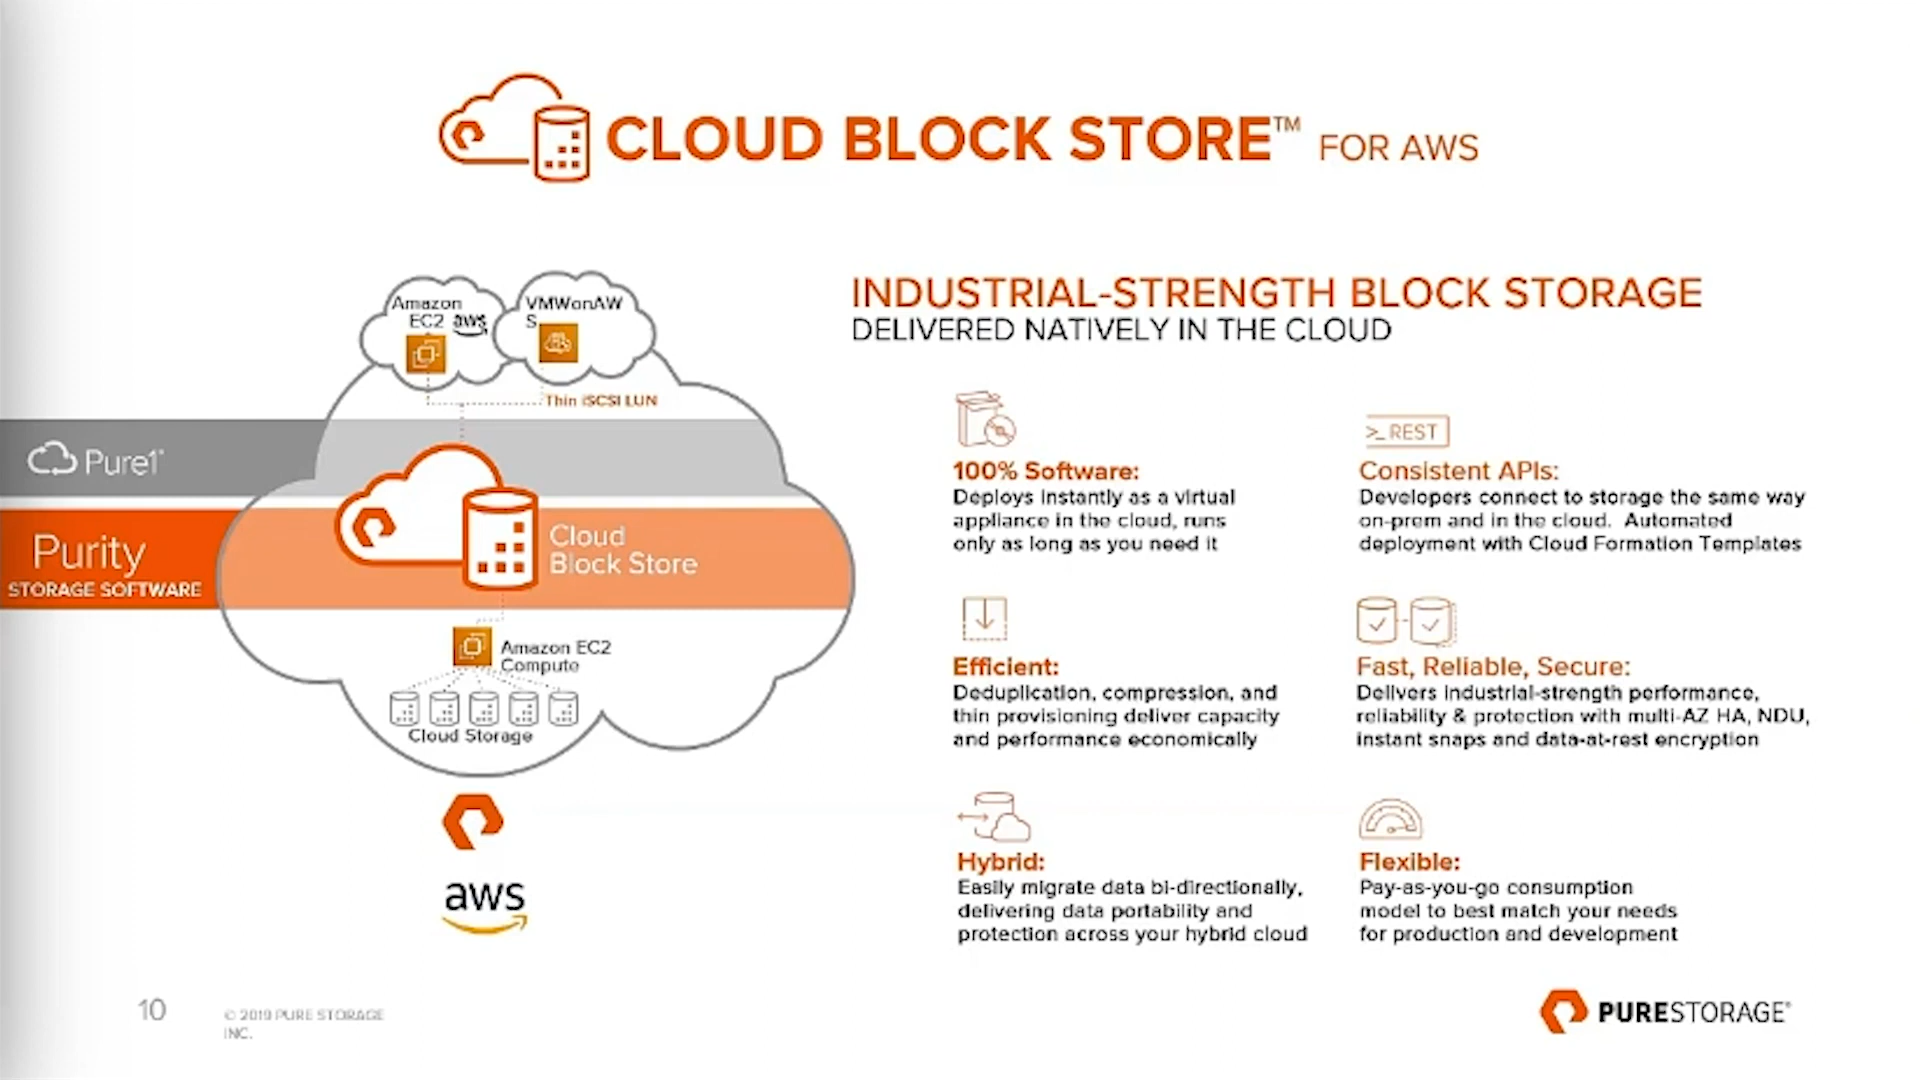 CLOUD BLOCK STORE™ FOR AWS
Amazon
EC2 aws
VMWonAW
S
Thin iSCSI LUN
Pure1®
Purity
STORAGE SOFTWARE
Cloud
Block Store
Amazon EC2
Compute
Cloud Storage
aws
INDUSTRIAL-STRENGTH BLOCK STORAGE
DELIVERED NATIVELY IN THE CLOUD
100% Software:
Deploys instantly as a virtual
appliance in the cloud, runs
only as long as you need it
>_ REST
Consistent APIs:
Developers connect to storage the same way
on-prem and in the cloud. Automated
deployment with Cloud Formation Templates
Efficient:
Deduplication, compression, and
thin provisioning deliver capacity
and performance economically
Fast, Reliable, Secure:
Delivers industrial-strength performance,
reliability & protection with multi-AZ HA, NDU,
instant snaps and data-at-rest encryption
Hybrid:
Easily migrate data bi-directionally,
delivering data portability and
protection across your hybrid cloud
Flexible:
Pay-as-you-go consumption
model to best match your needs
for production and development
10
© 2019 PURE STORAGE
INC.
PURESTORAGE®